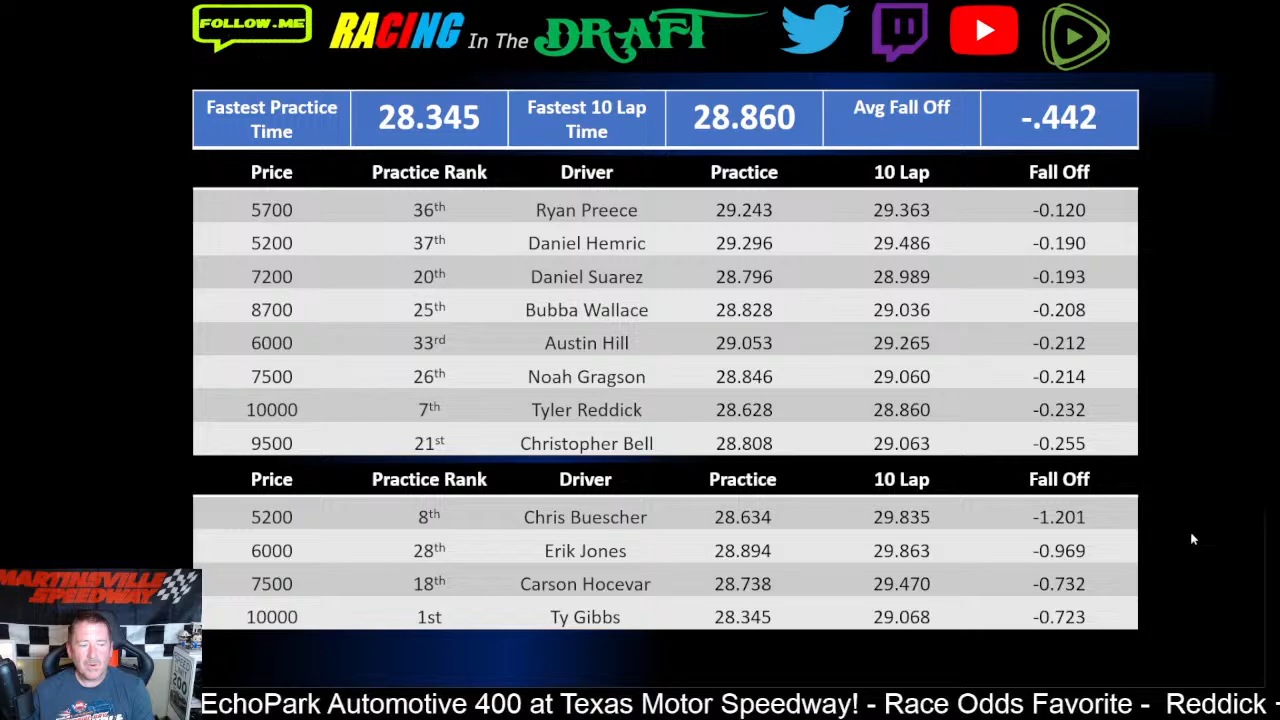 FOLLOW.ME
RACING In The DRAFT
Fastest Practice Time 28.345 Fastest 10 Lap Time 28.860 Avg Fall Off -.442
Price Practice Rank Driver Practice 10 Lap Fall Off
5700 36th Ryan Preece 29.243 29.363 -0.120
5200 37th Daniel Hemric 29.296 29.486 -0.190
7200 20th Daniel Suarez 28.796 28.989 -0.193
8700 25th Bubba Wallace 28.828 29.036 -0.208
6000 33rd Austin Hill 29.053 29.265 -0.212
7500 26th Noah Gragson 28.846 29.060 -0.214
10000 7th Tyler Reddick 28.628 28.860 -0.232
9500 21st Christopher Bell 28.808 29.063 -0.255
Price Practice Rank Driver Practice 10 Lap Fall Off
5200 8th Chris Buescher 28.634 29.835 -1.201
6000 28th Erik Jones 28.894 29.863 -0.969
7500 18th Carson Hocevar 28.738 29.470 -0.732
10000 1st Ty Gibbs 28.345 29.068 -0.723
MARTINSVILLE
SPEEDWAY
EchoPark Automotive 400 at Texas Motor Speedway! - Race Odds Favorite - Reddick -